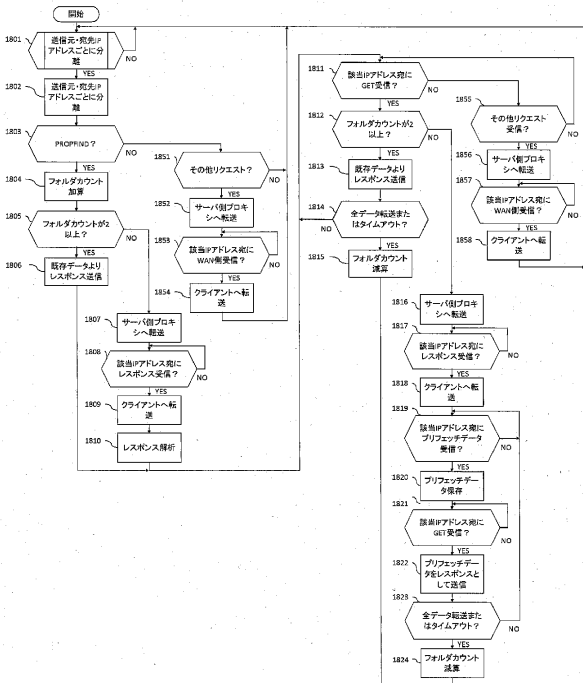 開始
1801
送信元・宛先IP
アドレスごとに分
離
NO
YES
1802
送信元・宛先IP
アドレスごとに分
離
1803
PROPFIND？
NO
YES
1804
フォルダカウント
加算
1805
フォルダカウントが2
以上？
NO
YES
1806
既存データより
レスポンス送信
1807
サーバ側プロキ
シへ転送
1808
該当IPアドレス宛に
レスポンス受信？
NO
YES
1809
クライアントへ転
送
1810
レスポンス解析
1851
その他リクエスト？
NO
YES
1852
サーバ側プロキ
シへ転送
1853
該当IPアドレス宛に
WAN側受信？
NO
YES
1854
クライアントへ転
送
1811
該当IPアドレス宛に
GET受信？
NO
YES
1812
フォルダカウントが2
以上？
NO
YES
1813
既存データより
レスポンス送信
1814
全データ転送また
はタイムアウト？
NO
YES
1815
フォルダカウント
減算
1855
その他リクエスト
受信？
NO
YES
1856
サーバ側プロキ
シへ転送
1857
該当IPアドレス宛に
WAN側受信？
NO
YES
1858
クライアントへ転
送
1816
サーバ側プロキ
シへ転送
1817
該当IPアドレス宛に
レスポンス受信？
NO
YES
1818
クライアントへ転
送
1819
該当IPアドレス宛に
プリフェッチデータ
受信？
NO
YES
1820
プリフェッチデー
タ保存
1821
該当IPアドレス宛に
GET受信？
NO
YES
1822
プリフェッチデー
タをレスポンスと
して送信
1823
全データ転送また
はタイムアウト？
NO
YES
1824
フォルダカウント
減算